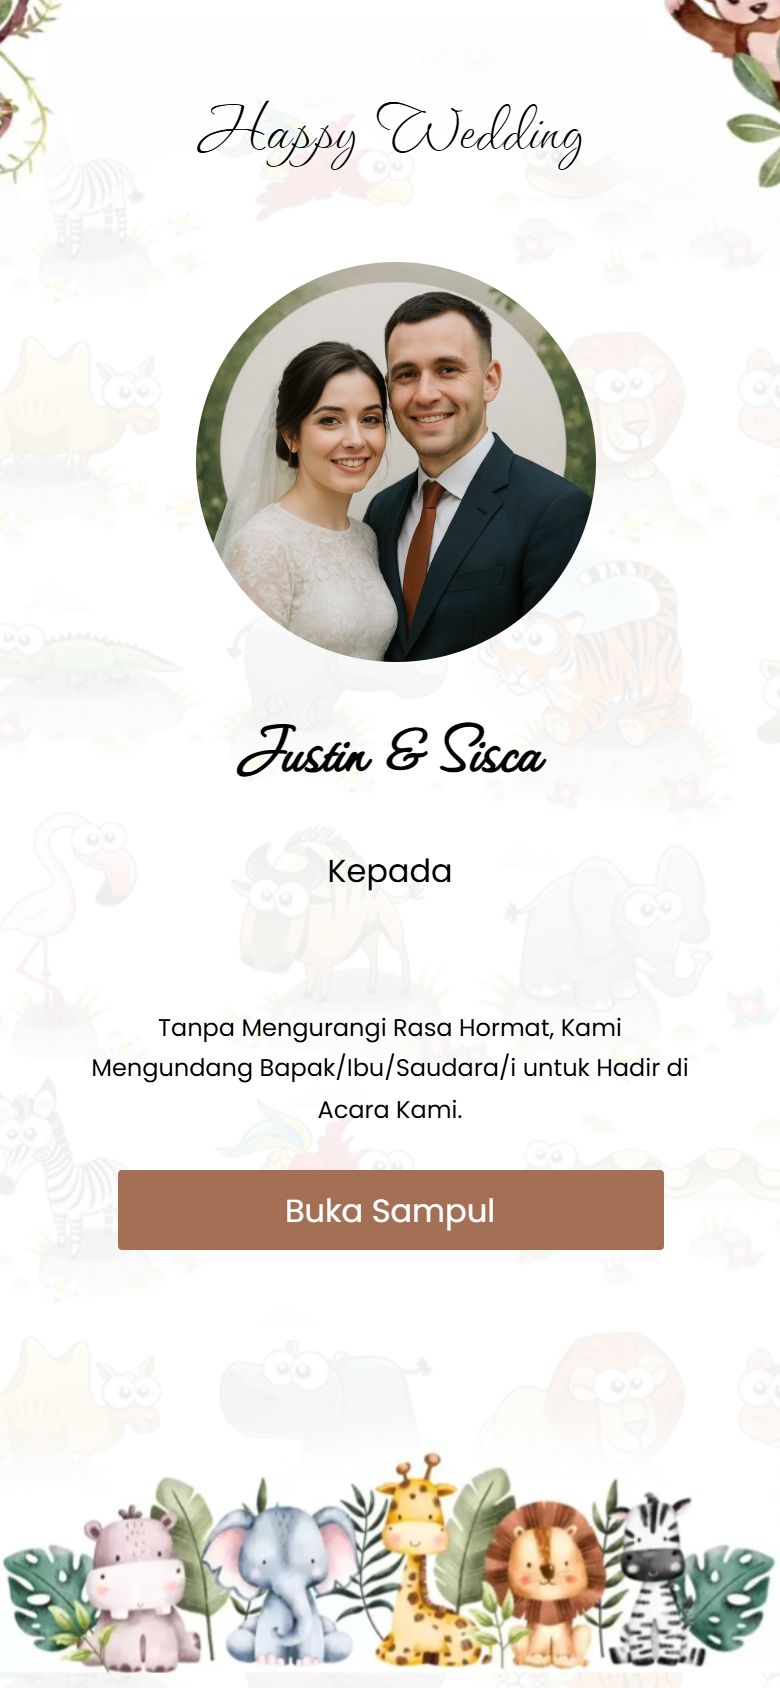 Happy Wedding
Justin & Sisca
Kepada
Tanpa Mengurangi Rasa Hormat, Kami
Mengundang Bapak/Ibu/Saudara/i untuk Hadir di
Acara Kami.
Buka Sampul